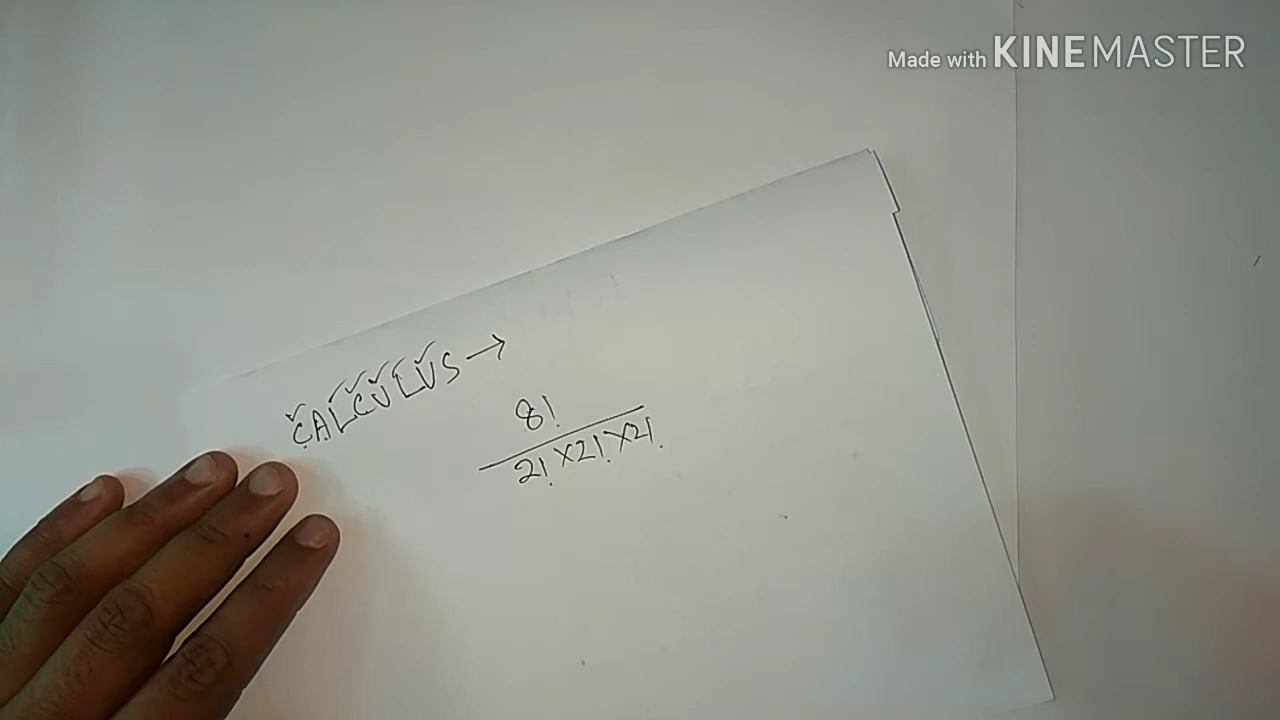 Made with KINEMASTER
CALCULUS →
8!
2! × 2! × 2!